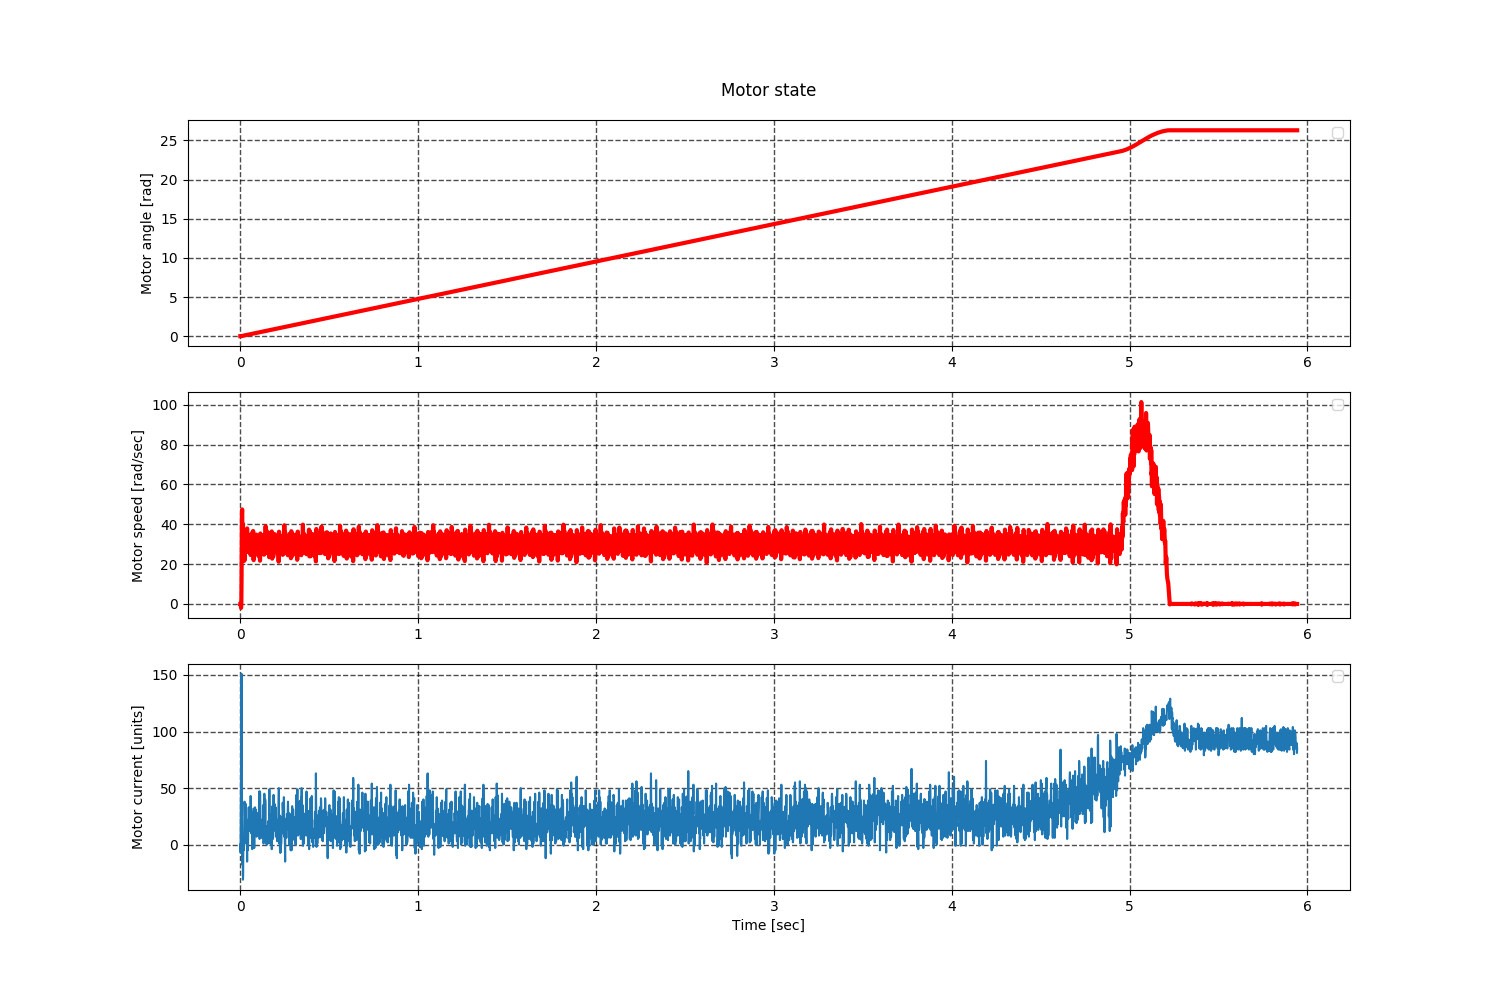 Motor state
Motor angle [rad]
25
20
15
10
5
0
0 1 2 3 4 5 6
Motor speed [rad/sec]
100
80
60
40
20
0
0 1 2 3 4 5 6
Motor current [units]
150
100
50
0
0 1 2 3 4 5 6
Time [sec]